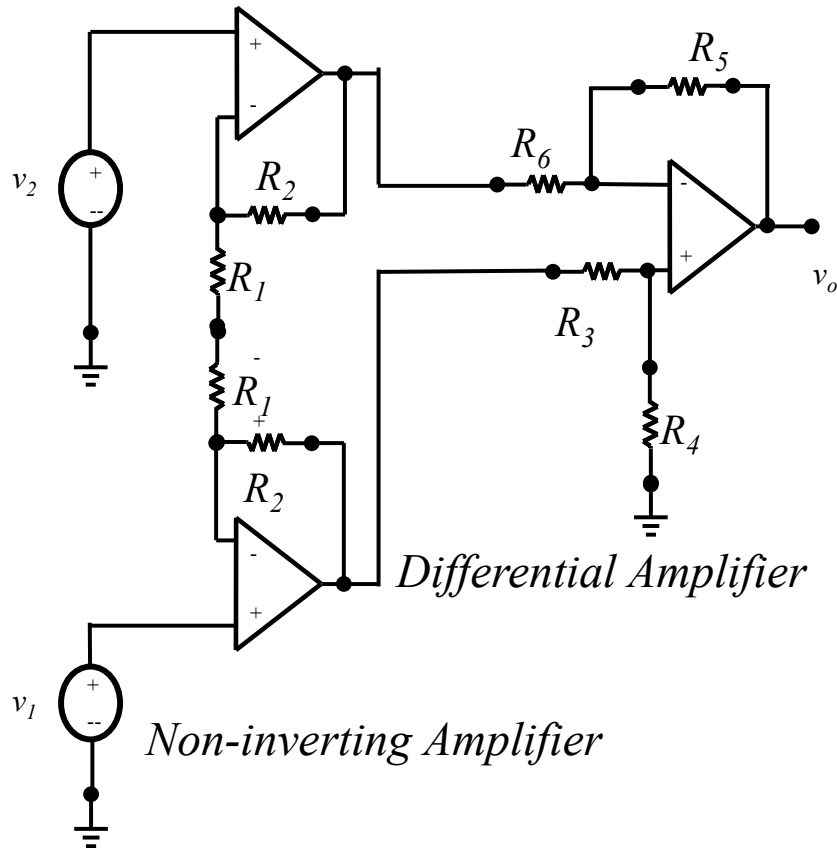 +
R5
-
R6
R2
-
+
v2
--
+
R1
vo
R3
-
R1
+
R4
R2
-
Differential Amplifier
+
+
v1
--
Non-inverting Amplifier